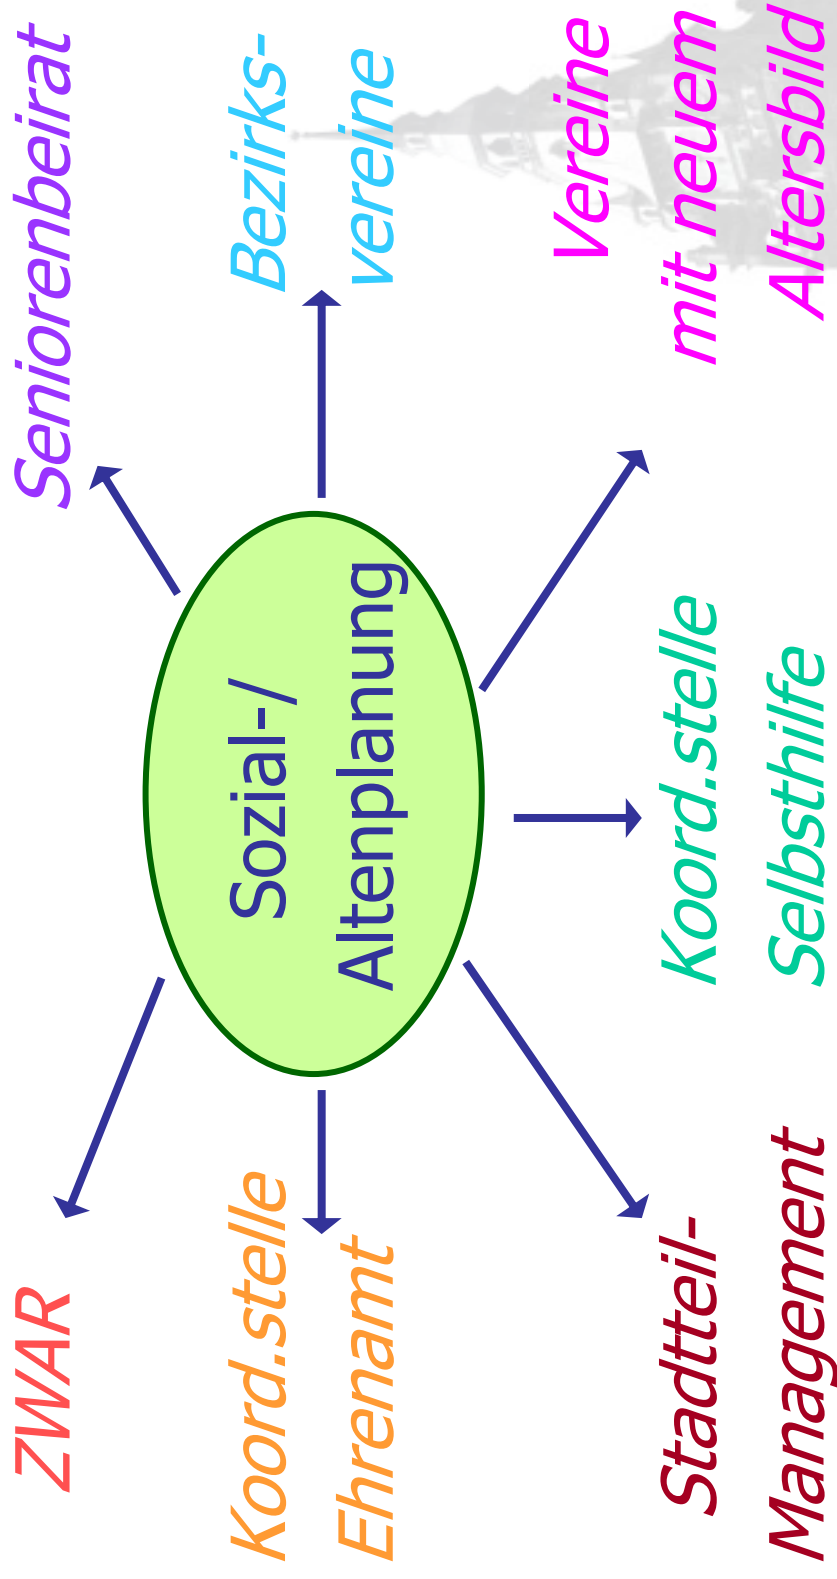 ZWAR
Seniorenbeirat
Koord.stelle
Ehrenamt
Sozial-/
Altenplanung
Bezirks-
vereine
Stadtteil-
Management
Koord.stelle
Selbsthilfe
Vereine
mit neuem
Altersbild